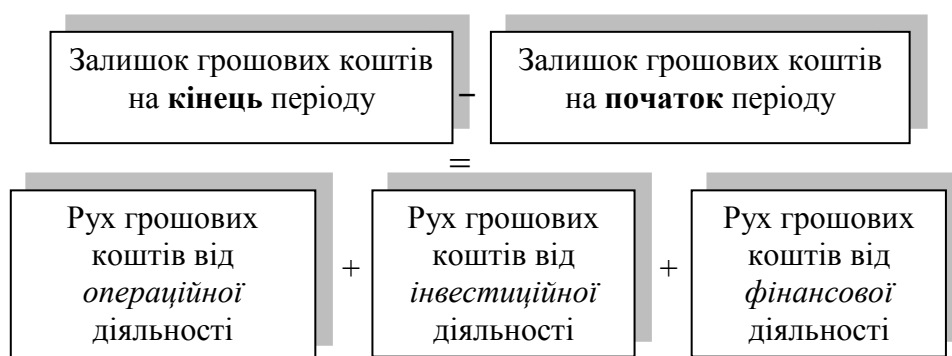 Залишок грошових коштів
на кінець періоду
–
Залишок грошових коштів
на початок періоду
=
Рух грошових
коштів від
операційної
діяльності
+
Рух грошових
коштів від
інвестиційної
діяльності
+
Рух грошових
коштів від
фінансової
діяльності